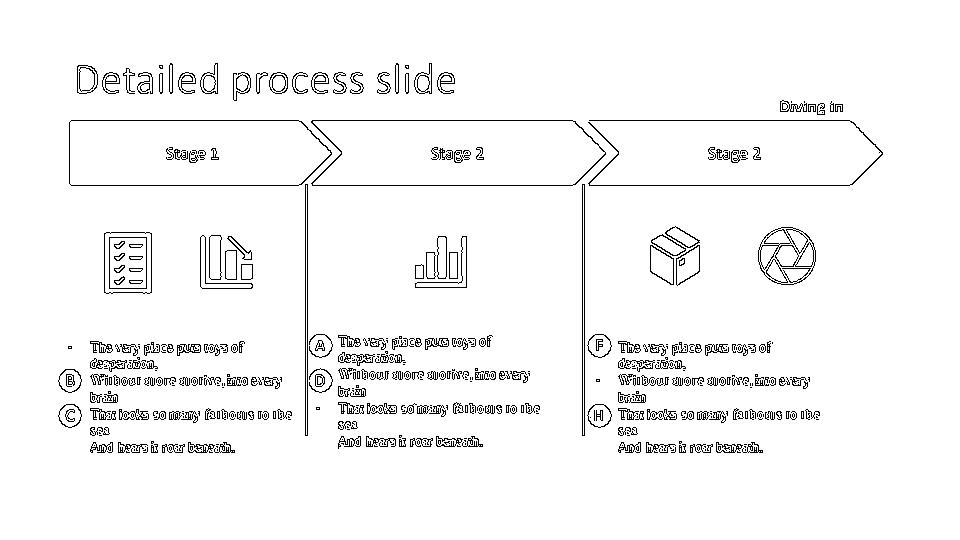 Detailed process slide
Diving in
Stage 1
Stage 2
Stage 2
- The very place puts toys of
desperation,
B Without more motive, into every
brain
C That looks so many fathoms to the
sea
And hears it roar beneath.
A The very place puts toys of
desperation,
D Without more motive, into every
brain
- That looks so many fathoms to the
sea
And hears it roar beneath.
F The very place puts toys of
desperation,
- Without more motive, into every
brain
H That looks so many fathoms to the
sea
And hears it roar beneath.